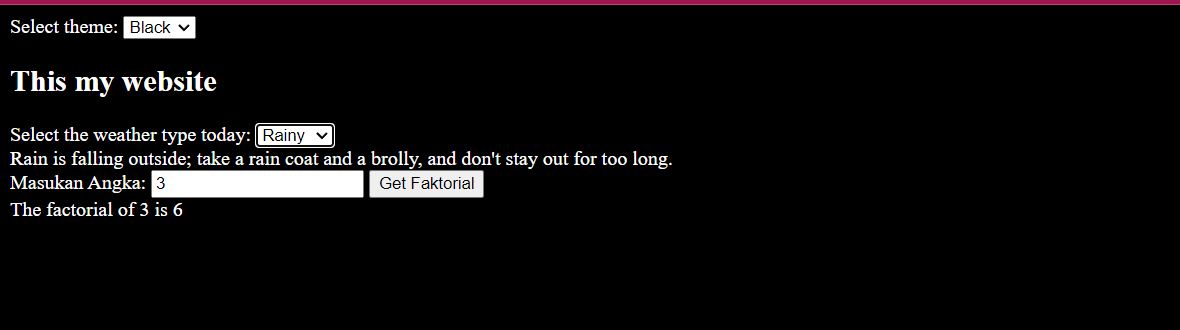 Select theme: Black
This my website
Select the weather type today: Rainy
Rain is falling outside; take a rain coat and a brolly, and don't stay out for too long.
Masukan Angka: 3 Get Faktorial
The factorial of 3 is 6